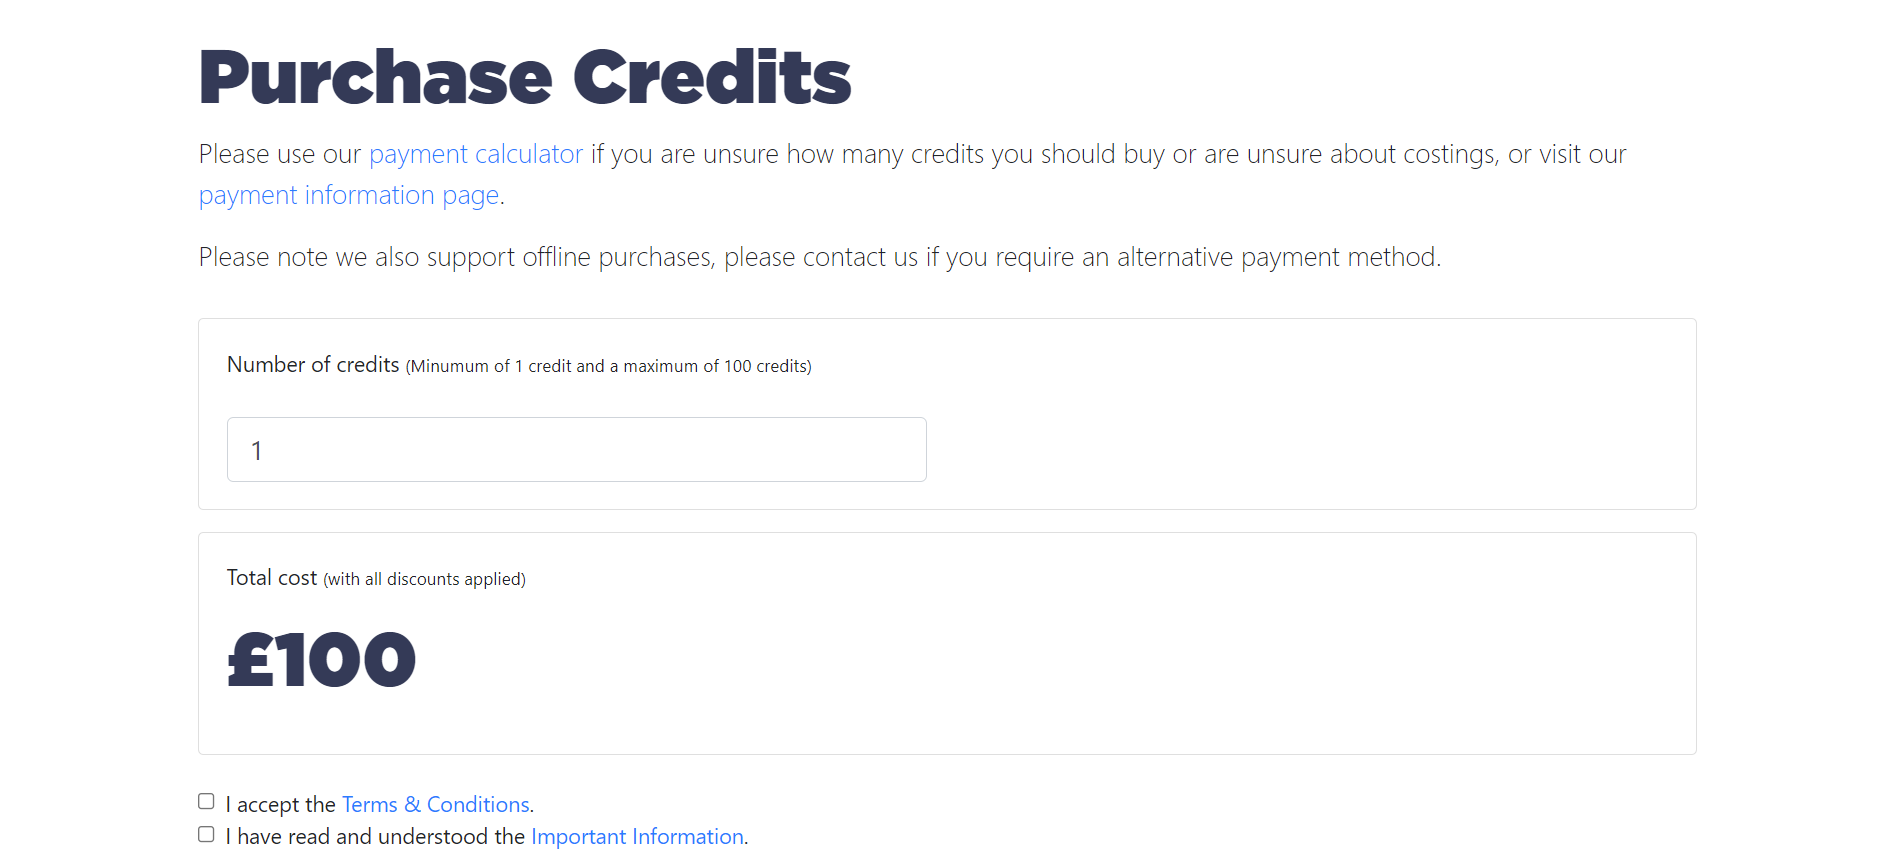 Purchase Credits
Please use our payment calculator if you are unsure how many credits you should buy or are unsure about costings, or visit our
payment information page.
Please note we also support offline purchases, please contact us if you require an alternative payment method.
Number of credits (Minumum of 1 credit and a maximum of 100 credits)
1
Total cost (with all discounts applied)
£100
I accept the Terms & Conditions.
I have read and understood the Important Information.